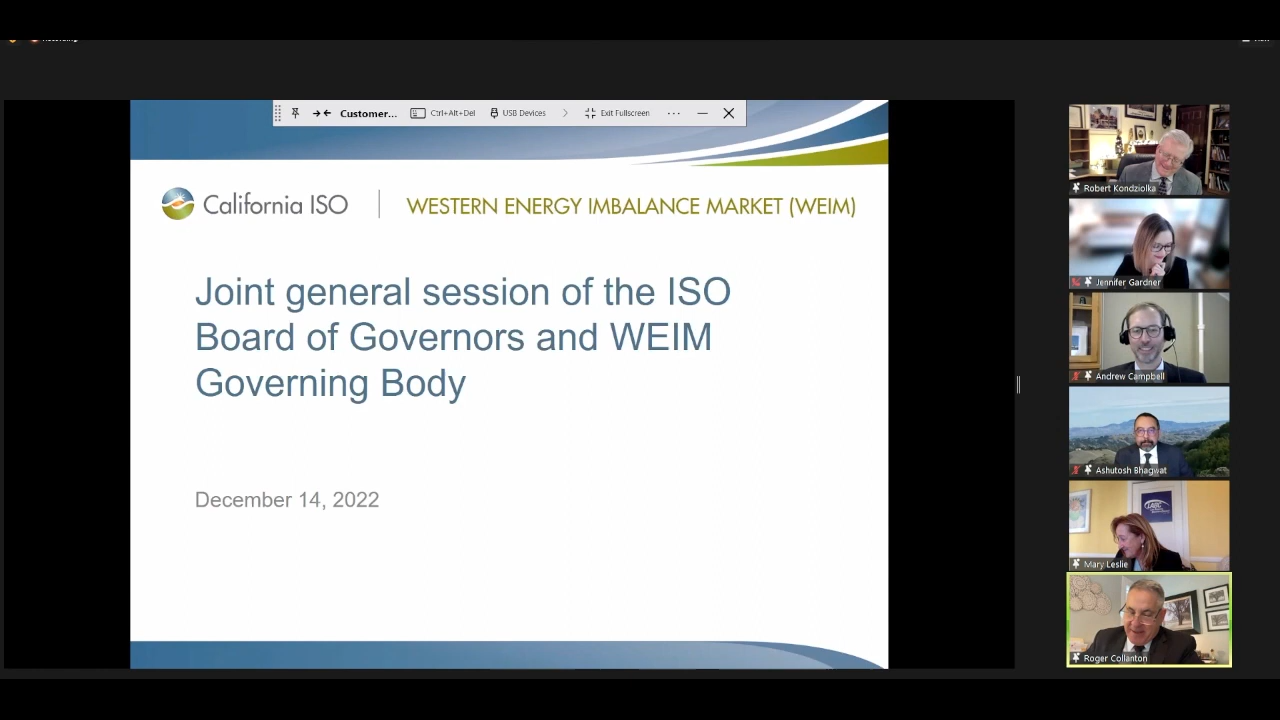 Customer... Ctrl+Alt+Del USB Devices Exit Fullscreen
California ISO WESTERN ENERGY IMBALANCE MARKET (WEIM)
Joint general session of the ISO
Board of Governors and WEIM
Governing Body
December 14, 2022
Robert Kondziolka
Jennifer Gardner
Andrew Campbell
Ashutosh Bhagwat
Mary Leslie
Roger Collanton